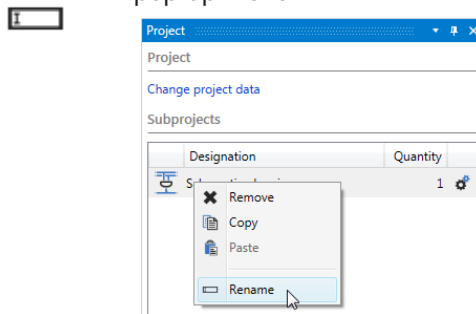 Project
Project
Change project data
Subprojects
Designation Quantity
1
Remove
Copy
Paste
Rename